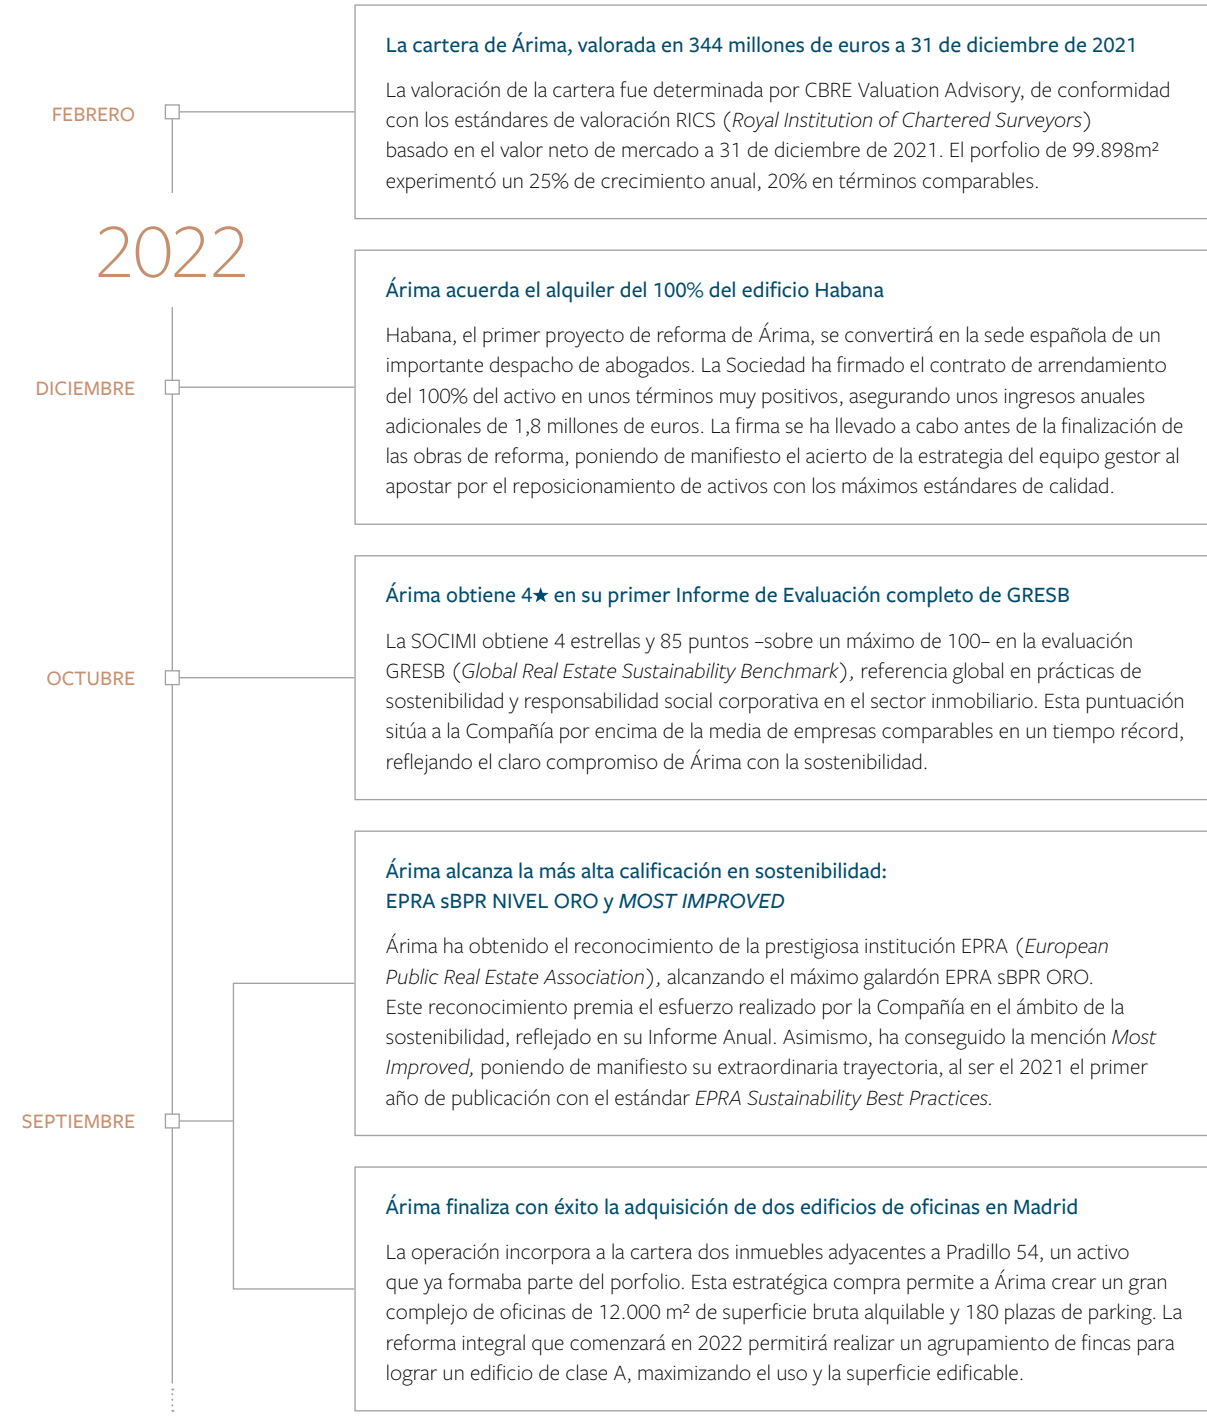 La cartera de Árima, valorada en 344 millones de euros a 31 de diciembre de 2021
FEBRERO
La valoración de la cartera fue determinada por CBRE Valuation Advisory, de conformidad
con los estándares de valoración RICS (Royal Institution of Chartered Surveyors)
basado en el valor neto de mercado a 31 de diciembre de 2021. El porfolio de 99.898m²
experimentó un 25% de crecimiento anual, 20% en términos comparables.
2022
Árima acuerda el alquiler del 100% del edificio Habana
DICIEMBRE
Habana, el primer proyecto de reforma de Árima, se convertirá en la sede española de un
importante despacho de abogados. La Sociedad ha firmado el contrato de arrendamiento
del 100% del activo en unos términos muy positivos, asegurando unos ingresos anuales
adicionales de 1,8 millones de euros. La firma se ha llevado a cabo antes de la finalización de
las obras de reforma, poniendo de manifiesto el acierto de la estrategia del equipo gestor al
apostar por el reposicionamiento de activos con los máximos estándares de calidad.
Árima obtiene 4★ en su primer Informe de Evaluación completo de GRESB
OCTUBRE
La SOCIMI obtiene 4 estrellas y 85 puntos –sobre un máximo de 100– en la evaluación
GRESB (Global Real Estate Sustainability Benchmark), referencia global en prácticas de
sostenibilidad y responsabilidad social corporativa en el sector inmobiliario. Esta puntuación
sitúa a la Compañía por encima de la media de empresas comparables en un tiempo récord,
reflejando el claro compromiso de Árima con la sostenibilidad.
Árima alcanza la más alta calificación en sostenibilidad:
EPRA sBPR NIVEL ORO y MOST IMPROVED
Árima ha obtenido el reconocimiento de la prestigiosa institución EPRA (European
Public Real Estate Association), alcanzando el máximo galardón EPRA sBPR ORO.
Este reconocimiento premia el esfuerzo realizado por la Compañía en el ámbito de la
sostenibilidad, reflejado en su Informe Anual. Asimismo, ha conseguido la mención Most
Improved, poniendo de manifiesto su extraordinaria trayectoria, al ser el 2021 el primer
año de publicación con el estándar EPRA Sustainability Best Practices.
SEPTIEMBRE
Árima finaliza con éxito la adquisición de dos edificios de oficinas en Madrid
La operación incorpora a la cartera dos inmuebles adyacentes a Pradillo 54, un activo
que ya formaba parte del porfolio. Esta estratégica compra permite a Árima crear un gran
complejo de oficinas de 12.000 m² de superficie bruta alquilable y 180 plazas de parking. La
reforma integral que comenzará en 2022 permitirá realizar un agrupamiento de fincas para
lograr un edificio de clase A, maximizando el uso y la superficie edificable.